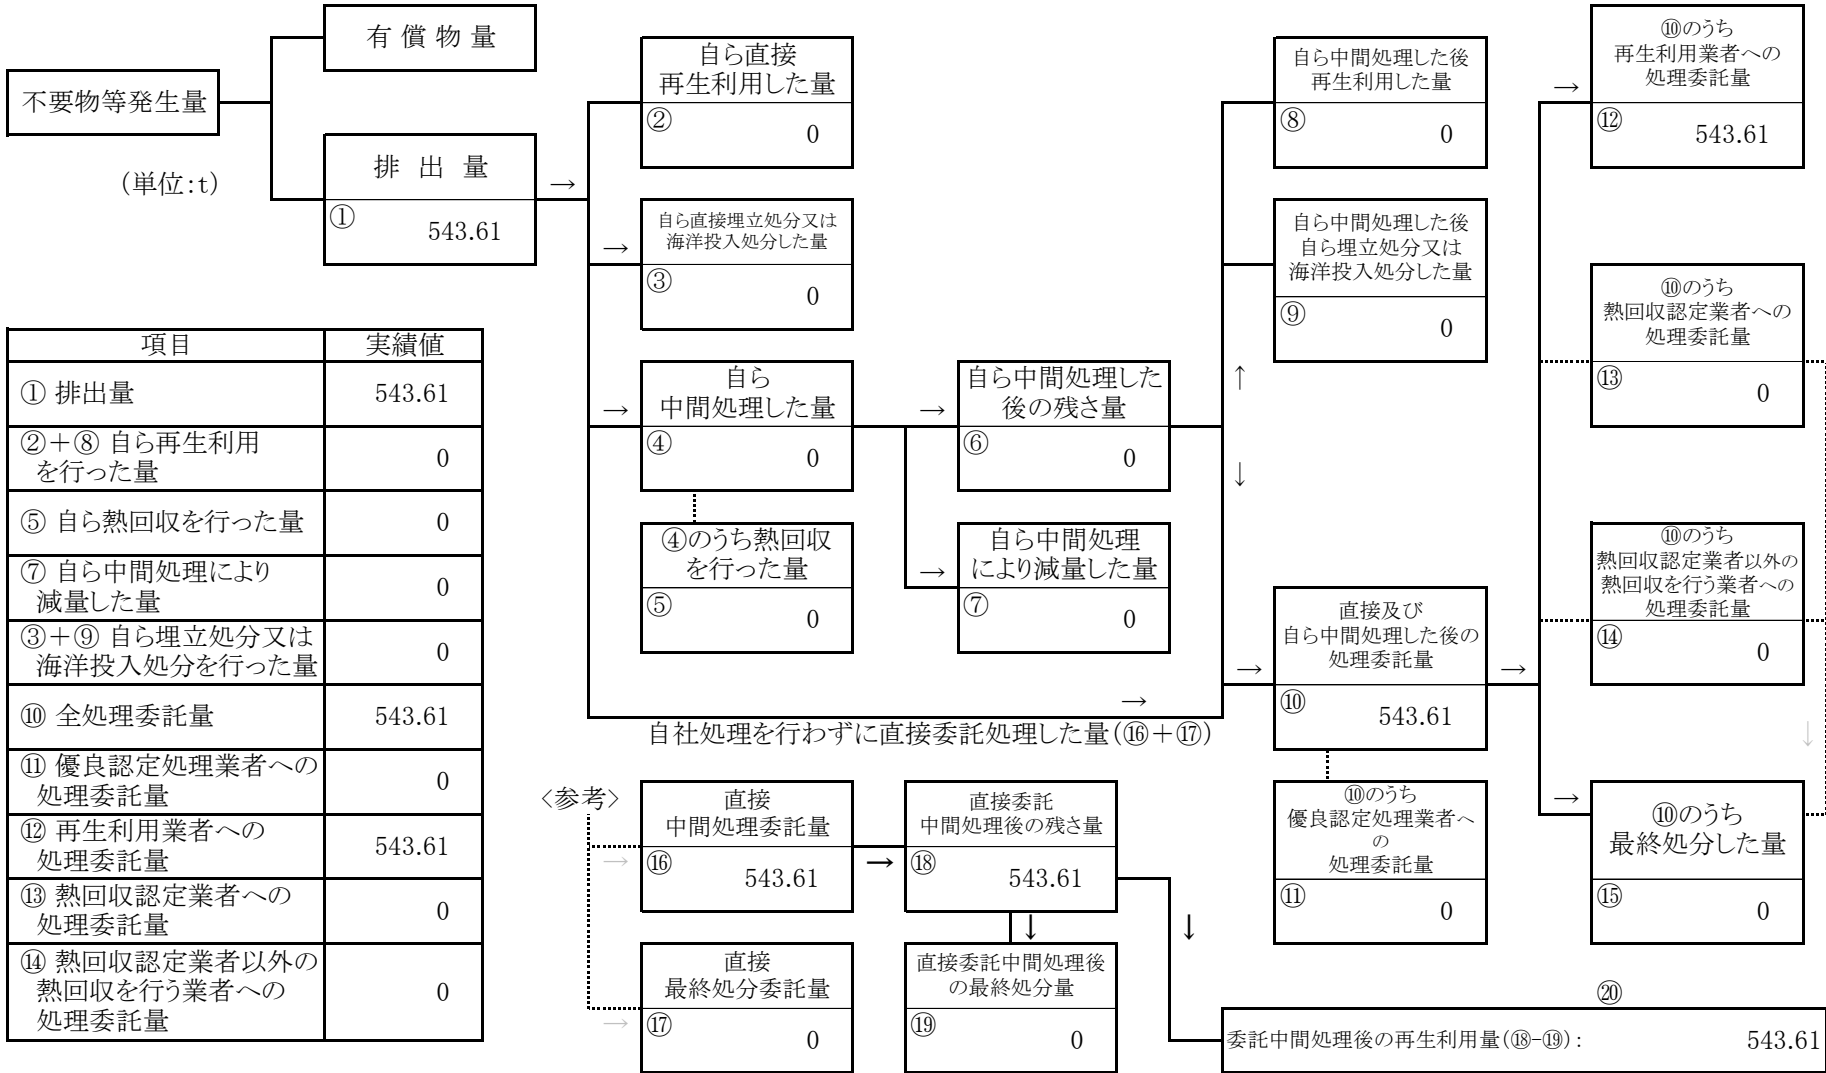 有 償 物 量
不要物等発生量
(単位:t)
排 出 量
→
①
543.61
自ら直接
再生利用した量
②
0
→
自ら直接埋立処分又は
海洋投入処分した量
③
0
→
自ら
中間処理した量
④
0
④のうち熱回収
を行った量
⑤
0
→
自ら中間処理した
後の残さ量
⑥
0
→
自ら中間処理
により減量した量
⑦
0
自ら中間処理した後
再生利用した量
⑧
0
自ら中間処理した後
自ら埋立処分又は
海洋投入処分した量
⑨
0
↑
↓
→
自社処理を行わずに直接委託処理した量(⑯+⑰)
→
直接及び
自ら中間処理した後の
処理委託量
⑩
543.61
⑩のうち
優良認定処理業者へ
の
処理委託量
⑪
0
→
→
⑩のうち
再生利用業者への
処理委託量
⑫
543.61
⑩のうち
熱回収認定業者への
処理委託量
⑬
0
⑩のうち
熱回収認定業者以外の
熱回収を行う業者への
処理委託量
⑭
0
↓
→
⑩のうち
最終処分した量
⑮
0
項目 実績値
① 排出量 543.61
②+⑧ 自ら再生利用
を行った量 0
⑤ 自ら熱回収を行った量 0
⑦ 自ら中間処理により
減量した量 0
③+⑨ 自ら埋立処分又は
海洋投入処分を行った量 0
⑩ 全処理委託量 543.61
⑪ 優良認定処理業者への
処理委託量 0
⑫ 再生利用業者への
処理委託量 543.61
⑬ 熱回収認定業者への
処理委託量 0
⑭ 熱回収認定業者以外の
熱回収を行う業者への
処理委託量 0
<参考>
→
直接
中間処理委託量
⑯
543.61
→
直接
最終処分委託量
⑰
0
→
直接委託
中間処理後の残さ量
⑱
543.61
↓
直接委託中間処理後
の最終処分量
⑲
0
↓
⑳
委託中間処理後の再生利用量(⑱-⑲): 543.61